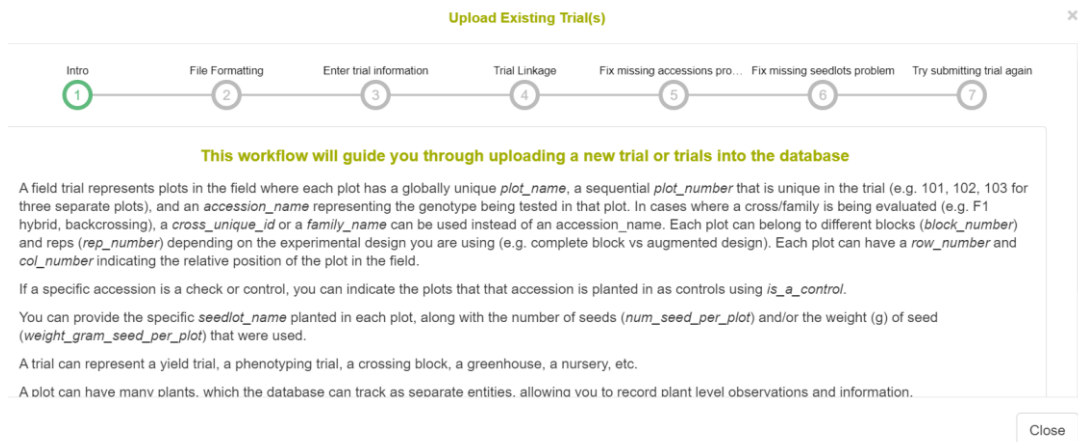 Upload Existing Trial(s)
×
Intro
File Formatting
Enter trial information
Trial Linkage
Fix missing accessions pro...
Fix missing seedlots problem
Try submitting trial again
1
2
3
4
5
6
7
This workflow will guide you through uploading a new trial or trials into the database
A field trial represents plots in the field where each plot has a globally unique plot_name, a sequential plot_number that is unique in the trial (e.g. 101, 102, 103 for
three separate plots), and an accession_name representing the genotype being tested in that plot. In cases where a cross/family is being evaluated (e.g. F1
hybrid, backcrossing), a cross_unique_id or a family_name can be used instead of an accession_name. Each plot can belong to different blocks (block_number)
and reps (rep_number) depending on the experimental design you are using (e.g. complete block vs augmented design). Each plot can have a row_number and
col_number indicating the relative position of the plot in the field.
If a specific accession is a check or control, you can indicate the plots that that accession is planted in as controls using is_a_control.
You can provide the specific seedlot_name planted in each plot, along with the number of seeds (num_seed_per_plot) and/or the weight (g) of seed
(weight_gram_seed_per_plot) that were used.
A trial can represent a yield trial, a phenotyping trial, a crossing block, a greenhouse, a nursery, etc.
A plot can have many plants, which the database can track as separate entities, allowing you to record plant level observations and information.
Close